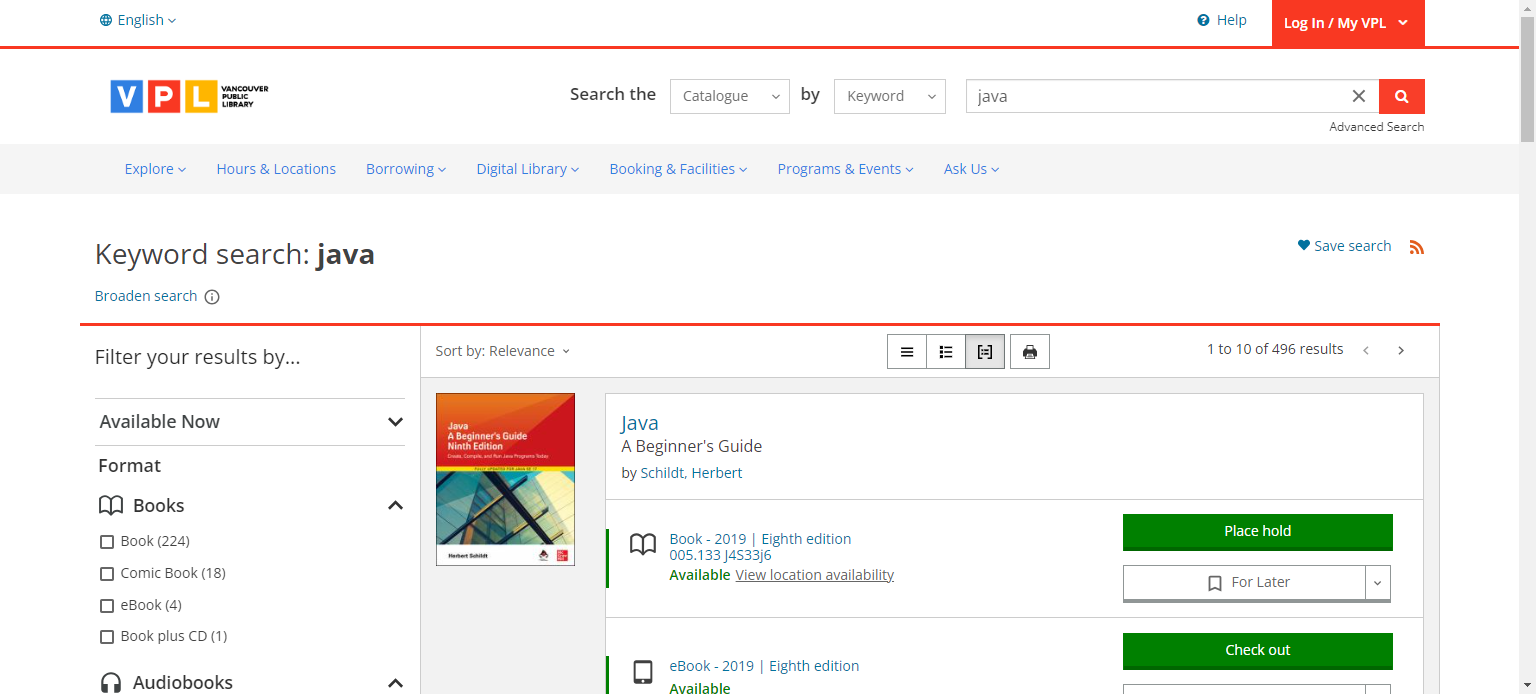 English
Help
Log In / My VPL
V P L VANCOUVER PUBLIC LIBRARY
Search the Catalogue by Keyword java
Advanced Search
Explore Hours & Locations Borrowing Digital Library Booking & Facilities Programs & Events Ask Us
Keyword search: java
Save search
Broaden search
Filter your results by...
Available Now
Format
Books
Book (224)
Comic Book (18)
eBook (4)
Book plus CD (1)
Audiobooks
Sort by: Relevance
1 to 10 of 496 results
Java
A Beginner's Guide
Ninth Edition
Create, Compile, and Run Java Programs Today
FULLY UPDATED FOR JAVA SE 17
Herbert Schildt
Java
A Beginner's Guide
by Schildt, Herbert
Book - 2019 | Eighth edition
005.133 J4S33j6
Available View location availability
Place hold
For Later
eBook - 2019 | Eighth edition
Available
Check out